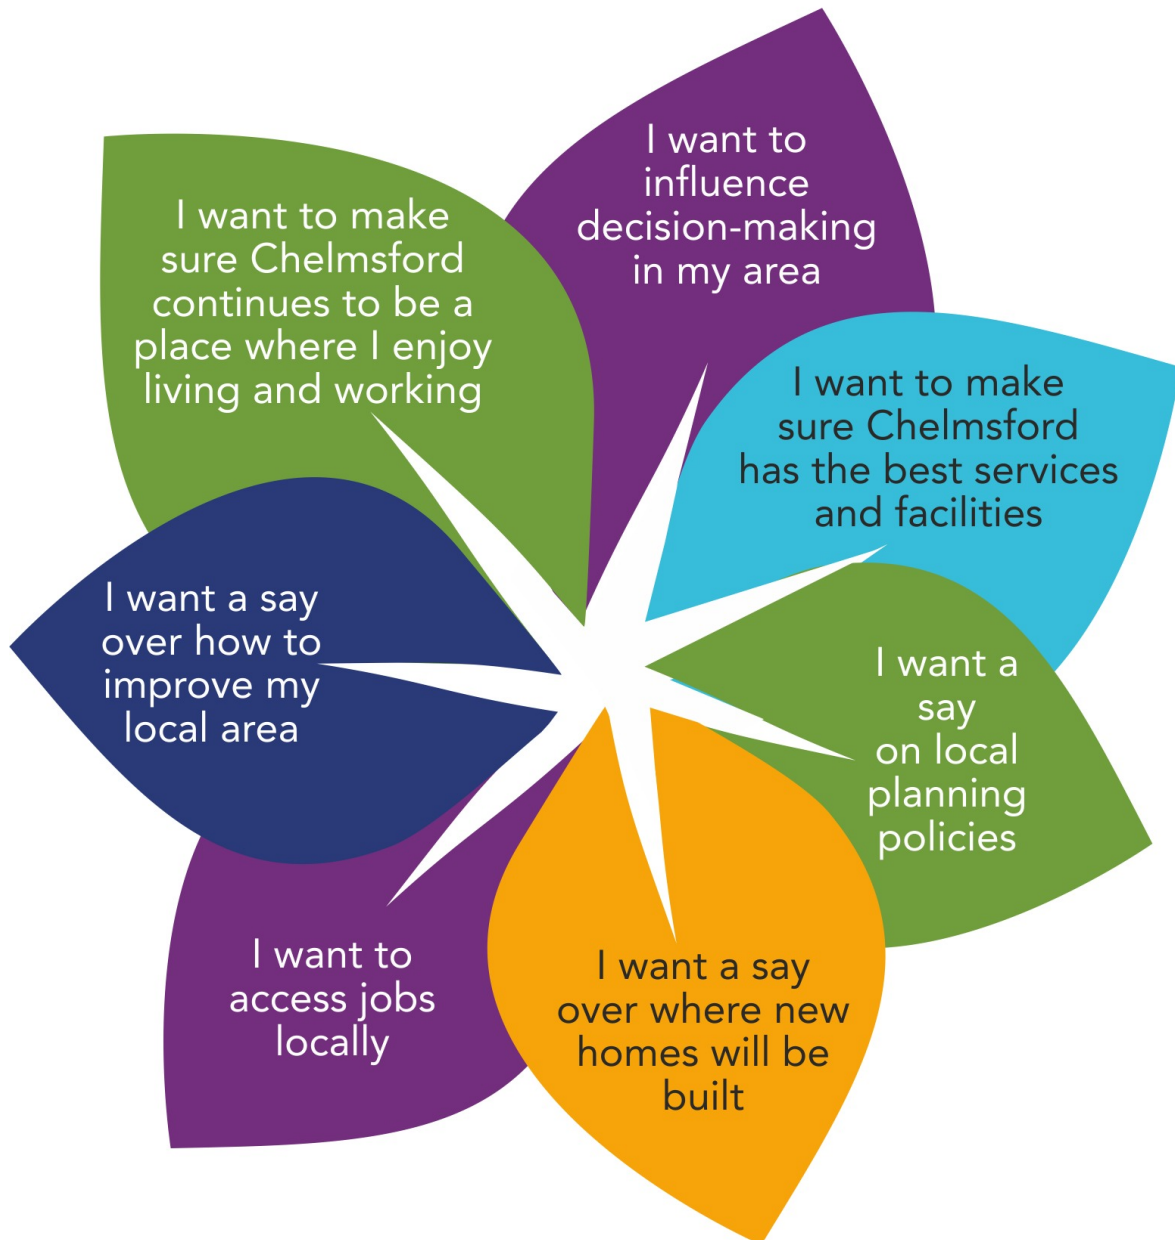 I want to
influence
decision-making
in my area
I want to make
sure Chelmsford
continues to be a
place where I enjoy
living and working
I want to make
sure Chelmsford
has the best services
and facilities
I want a say
over how to
improve my
local area
I want a
say
on local
planning
policies
I want to
access jobs
locally
I want a say
over where new
homes will be
built